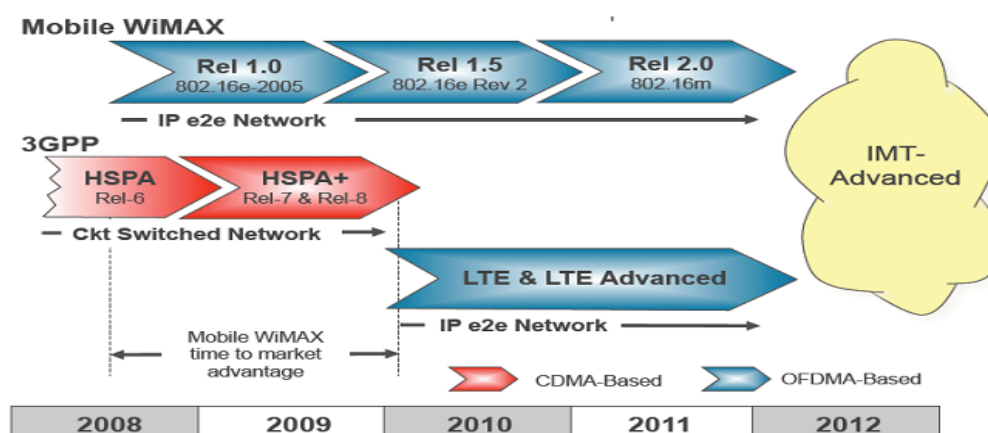 Mobile WiMAX
Rel 1.0
802.16e-2005
Rel 1.5
802.16e Rev 2
Rel 2.0
802.16m
IP e2e Network
3GPP
HSPA
Rel-6
HSPA+
Rel-7 & Rel-8
Ckt Switched Network
IMT-
Advanced
LTE & LTE Advanced
IP e2e Network
Mobile WiMAX
time to market
advantage
CDMA-Based
OFDMA-Based
2008 2009 2010 2011 2012